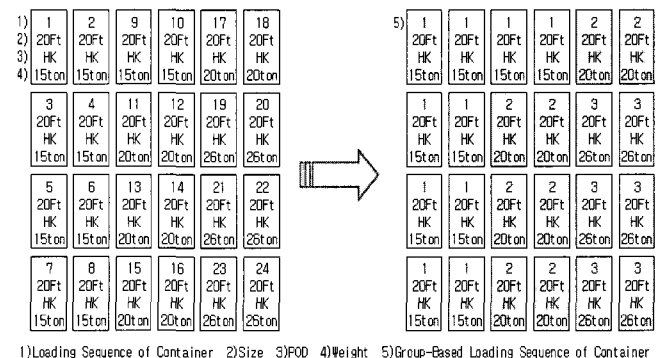 1) 1 2 9 10 17 18
2) 20Ft 20Ft 20Ft 20Ft 20Ft 20Ft
3) HK HK HK HK HK HK
4) 15ton 15ton 15ton 15ton 20ton 20ton
3 4 11 12 19 20
20Ft 20Ft 20Ft 20Ft 20Ft 20Ft
HK HK HK HK HK HK
15ton 15ton 20ton 20ton 26ton 26ton
5 6 13 14 21 22
20Ft 20Ft 20Ft 20Ft 20Ft 20Ft
HK HK HK HK HK HK
15ton 15ton 20ton 20ton 26ton 26ton
7 8 15 16 23 24
20Ft 20Ft 20Ft 20Ft 20Ft 20Ft
HK HK HK HK HK HK
15ton 15ton 20ton 20ton 26ton 26ton
5) 1 1 1 1 2 2
20Ft 20Ft 20Ft 20Ft 20Ft 20Ft
HK HK HK HK HK HK
15ton 15ton 15ton 15ton 20ton 20ton
1 1 2 2 3 3
20Ft 20Ft 20Ft 20Ft 20Ft 20Ft
HK HK HK HK HK HK
15ton 15ton 20ton 20ton 26ton 26ton
1 1 2 2 3 3
20Ft 20Ft 20Ft 20Ft 20Ft 20Ft
HK HK HK HK HK HK
15ton 15ton 20ton 20ton 26ton 26ton
1 1 2 2 3 3
20Ft 20Ft 20Ft 20Ft 20Ft 20Ft
HK HK HK HK HK HK
15ton 15ton 20ton 20ton 26ton 26ton
1)Loading Sequence of Container 2)Size 3)POD 4)Weight 5)Group-Based Loading Sequence of Container